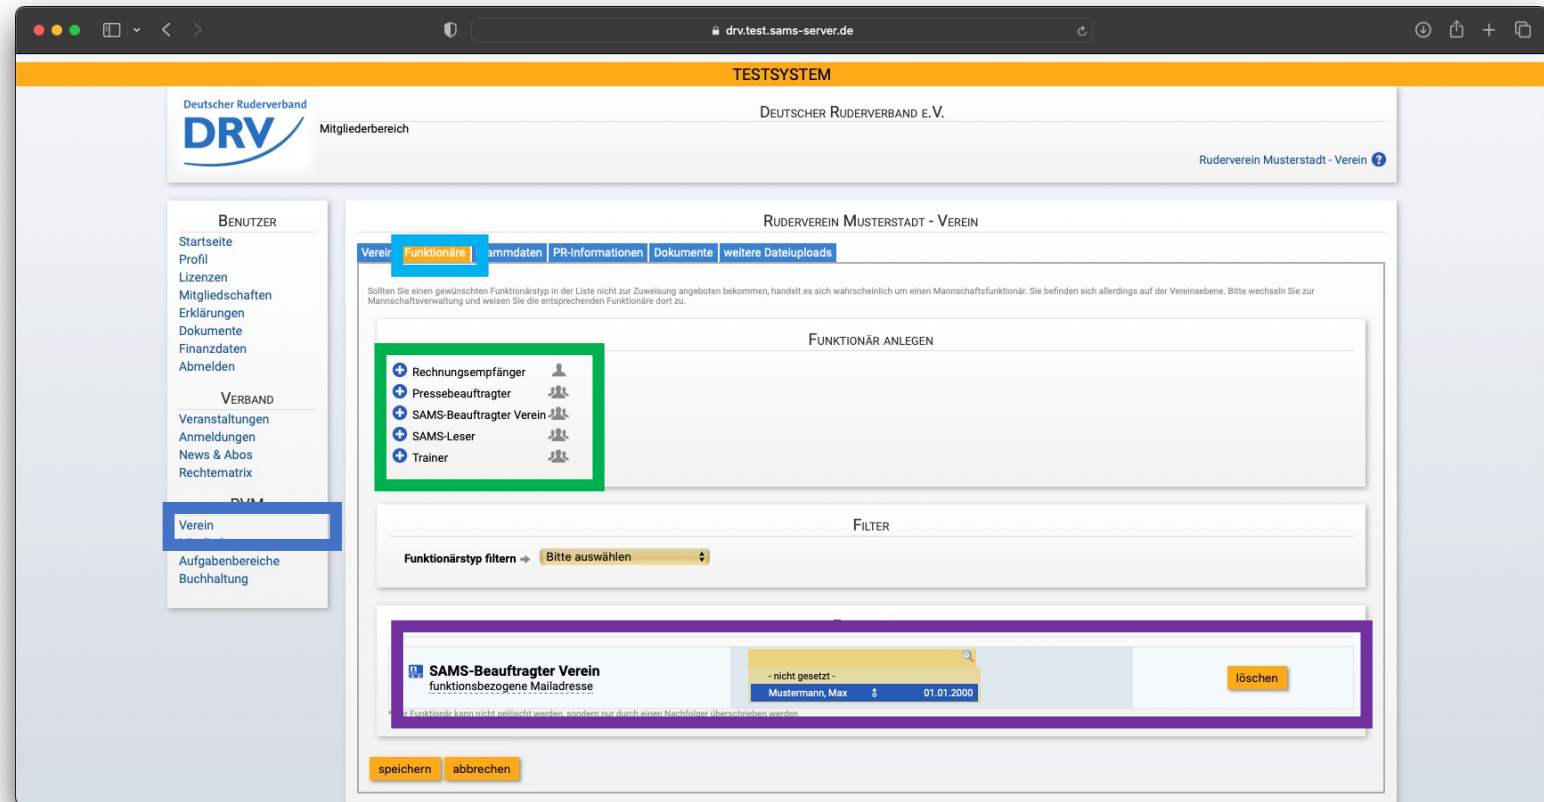 drv.test.sams-server.de
TESTSYSTEM
Deutscher Ruderverband
DRV
Mitgliederbereich
Deutscher Ruderverband e.V.
Ruderverein Musterstadt - Verein ?
Benutzer
Startseite
Profil
Lizenzen
Mitgliedschaften
Erklärungen
Dokumente
Finanzdaten
Abmelden
Verband
Veranstaltungen
Anmeldungen
News & Abos
Rechtematrix
Verein
Aufgabenbereiche
Buchhaltung
Ruderverein Musterstadt - Verein
Verein Funktionäre PR-Informationen Dokumente weitere Dateiuploads
Sollten Sie einen gewünschten Funktionärstyp in der Liste nicht zur Zuweisung angeboten bekommen, handelt es sich wahrscheinlich um einen Mannschaftsfunktionär. Sie befinden sich allerdings auf der Vereinsebene. Bitte wechseln Sie zur
Mannschaftsverwaltung und weisen Sie die entsprechenden Funktionäre dort zu.
Funktionär anlegen
Rechnungsempfänger
Pressebeauftragter
SAMS-Beauftragter Verein
SAMS-Leser
Trainer
Filter
Funktionärstyp filtern Bitte auswählen
SAMS-Beauftragter Verein
funktionsbezogene Mailadresse
- nicht gesetzt -
Mustermann, Max 01.01.2000
löschen
Funktionär kann nicht gelöscht werden, sondern nur durch einen Nachfolger überschrieben werden
speichern abbrechen